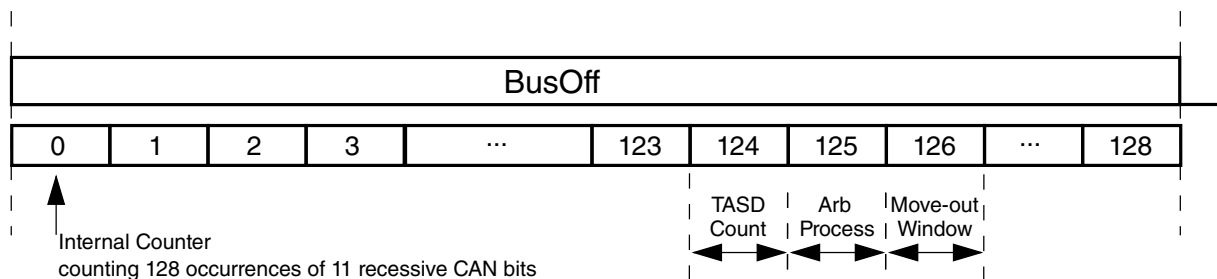 BusOff
0 1 2 3 ... 123 124 125 126 ... 128
TASD Count
Arb Process
Move-out Window
Internal Counter
counting 128 occurrences of 11 recessive CAN bits